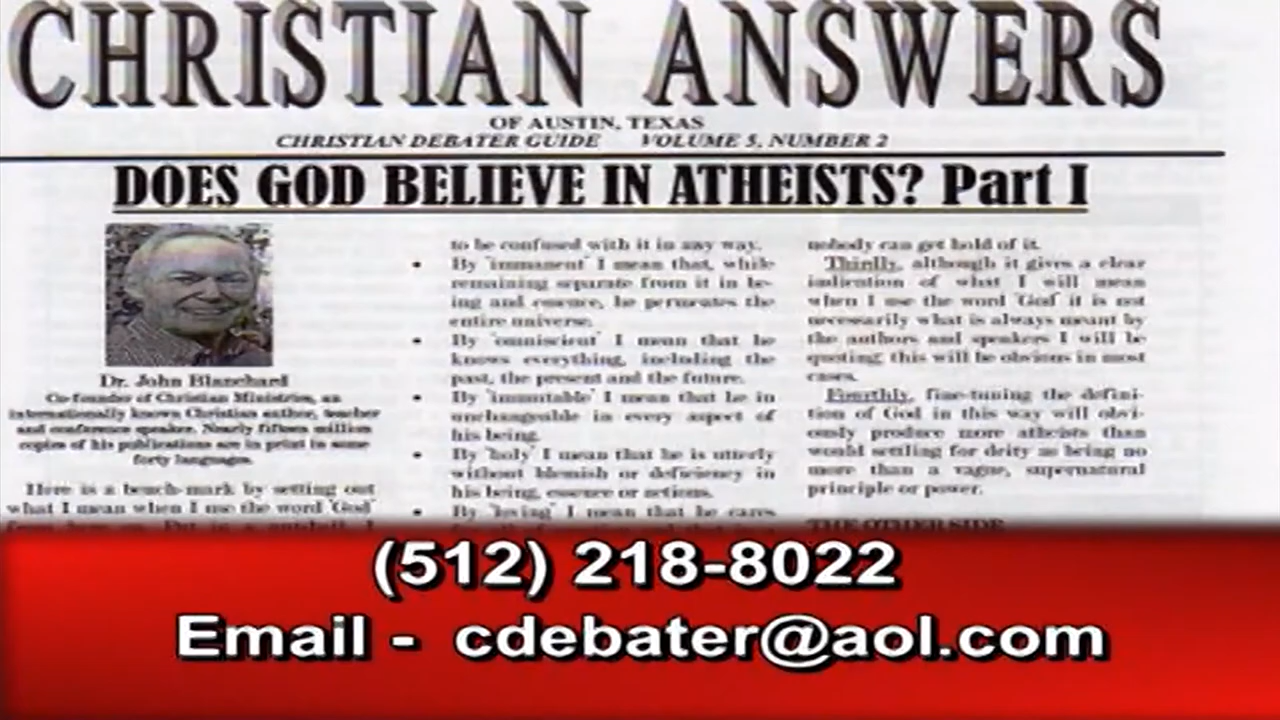 CHRISTIAN ANSWERS
OF AUSTIN, TEXAS
CHRISTIAN DEBATER GUIDE VOLUME 5, NUMBER 2
DOES GOD BELIEVE IN ATHEISTS? Part I
Dr. John Blanchard
Co-founder of Christian Ministries, an
internationally known Christian author, teacher
and conference speaker. Nearly fifteen million
copies of his publications are in print in some
forty languages.
Here is a bench-mark by setting out
what I mean when I use the word 'God'
to be confused with it in any way.
• By 'immanent' I mean that, while
remaining separate from it in be-
ing and essence, he permeates the
entire universe.
• By 'omniscient' I mean that he
knows everything, including the
past, the present and the future.
• By 'immutable' I mean that he is
unchangeable in every aspect of
his being.
• By 'holy' I mean that he is utterly
without blemish or deficiency in
his being, essence or actions.
• By 'loving' I mean that he cares
nobody can get hold of it.
Thirdly, although it gives a clear
indication of what I will mean
when I use the word 'God' it is not
necessarily what is always meant by
the authors and speakers I will be
quoting; this will be obvious in most
cases.
Fourthly, fine-tuning the defini-
tion of God in this way will obvi-
ously produce more atheists than
would settling for deity as being no
more than a vague, supernatural
principle or power.
THE OTHER SIDE
(512) 218-8022
Email - cdebater@aol.com